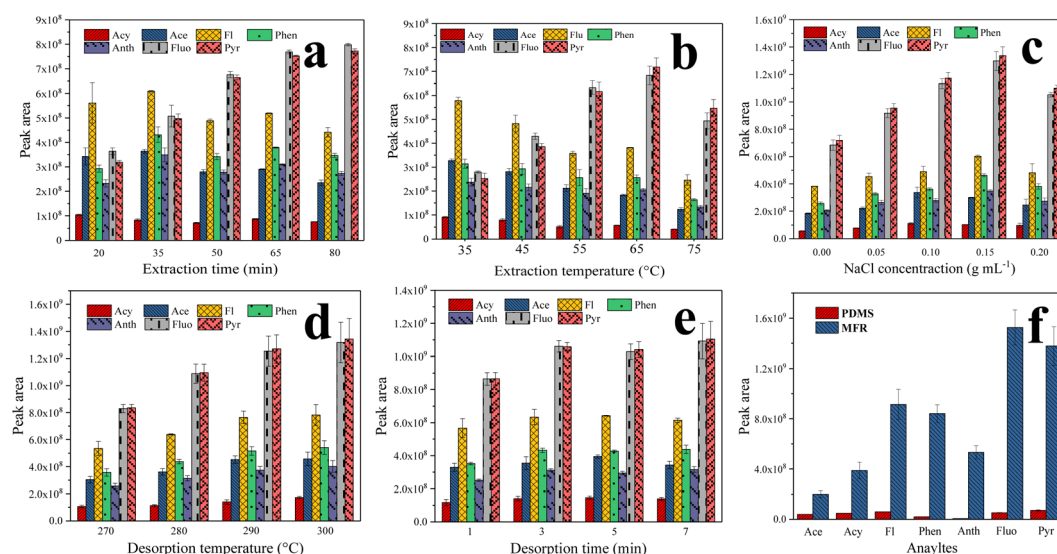 a
Acy Ace Fl Phen
Anth Fluo Pyr
9x10⁸
8x10⁸
7x10⁸
6x10⁸
5x10⁸
4x10⁸
3x10⁸
2x10⁸
1x10⁸
0
Peak area
20 35 50 65 80
Extraction time (min)
b
Acy Ace Flu Phen
Anth Fluo Pyr
9x10⁸
8x10⁸
7x10⁸
6x10⁸
5x10⁸
4x10⁸
3x10⁸
2x10⁸
1x10⁸
0
Peak area
35 45 55 65 75
Extraction temperature (°C)
c
Acy Ace Fl Phen
Anth Fluo Pyr
1.6x10⁹
1.4x10⁹
1.2x10⁹
1.0x10⁹
8.0x10⁸
6.0x10⁸
4.0x10⁸
2.0x10⁸
0.0
Peak area
0.00 0.05 0.10 0.15 0.20
NaCl concentration (g mL⁻¹)
d
Acy Ace Fl Phen
Anth Fluo Pyr
1.6x10⁹
1.4x10⁹
1.2x10⁹
1.0x10⁹
8.0x10⁸
6.0x10⁸
4.0x10⁸
2.0x10⁸
0.0
Peak area
270 280 290 300
Desorption temperature (°C)
e
Acy Ace Fl Phen
Anth Fluo Pyr
1.4x10⁹
1.2x10⁹
1.0x10⁹
8.0x10⁸
6.0x10⁸
4.0x10⁸
2.0x10⁸
0.0
Peak area
1 3 5 7
Desorption time (min)
f
PDMS
MFR
1.6x10⁹
1.2x10⁹
8.0x10⁸
4.0x10⁸
0.0
Peak area
Ace Acy Fl Phen Anth Fluo Pyr
Anayltes